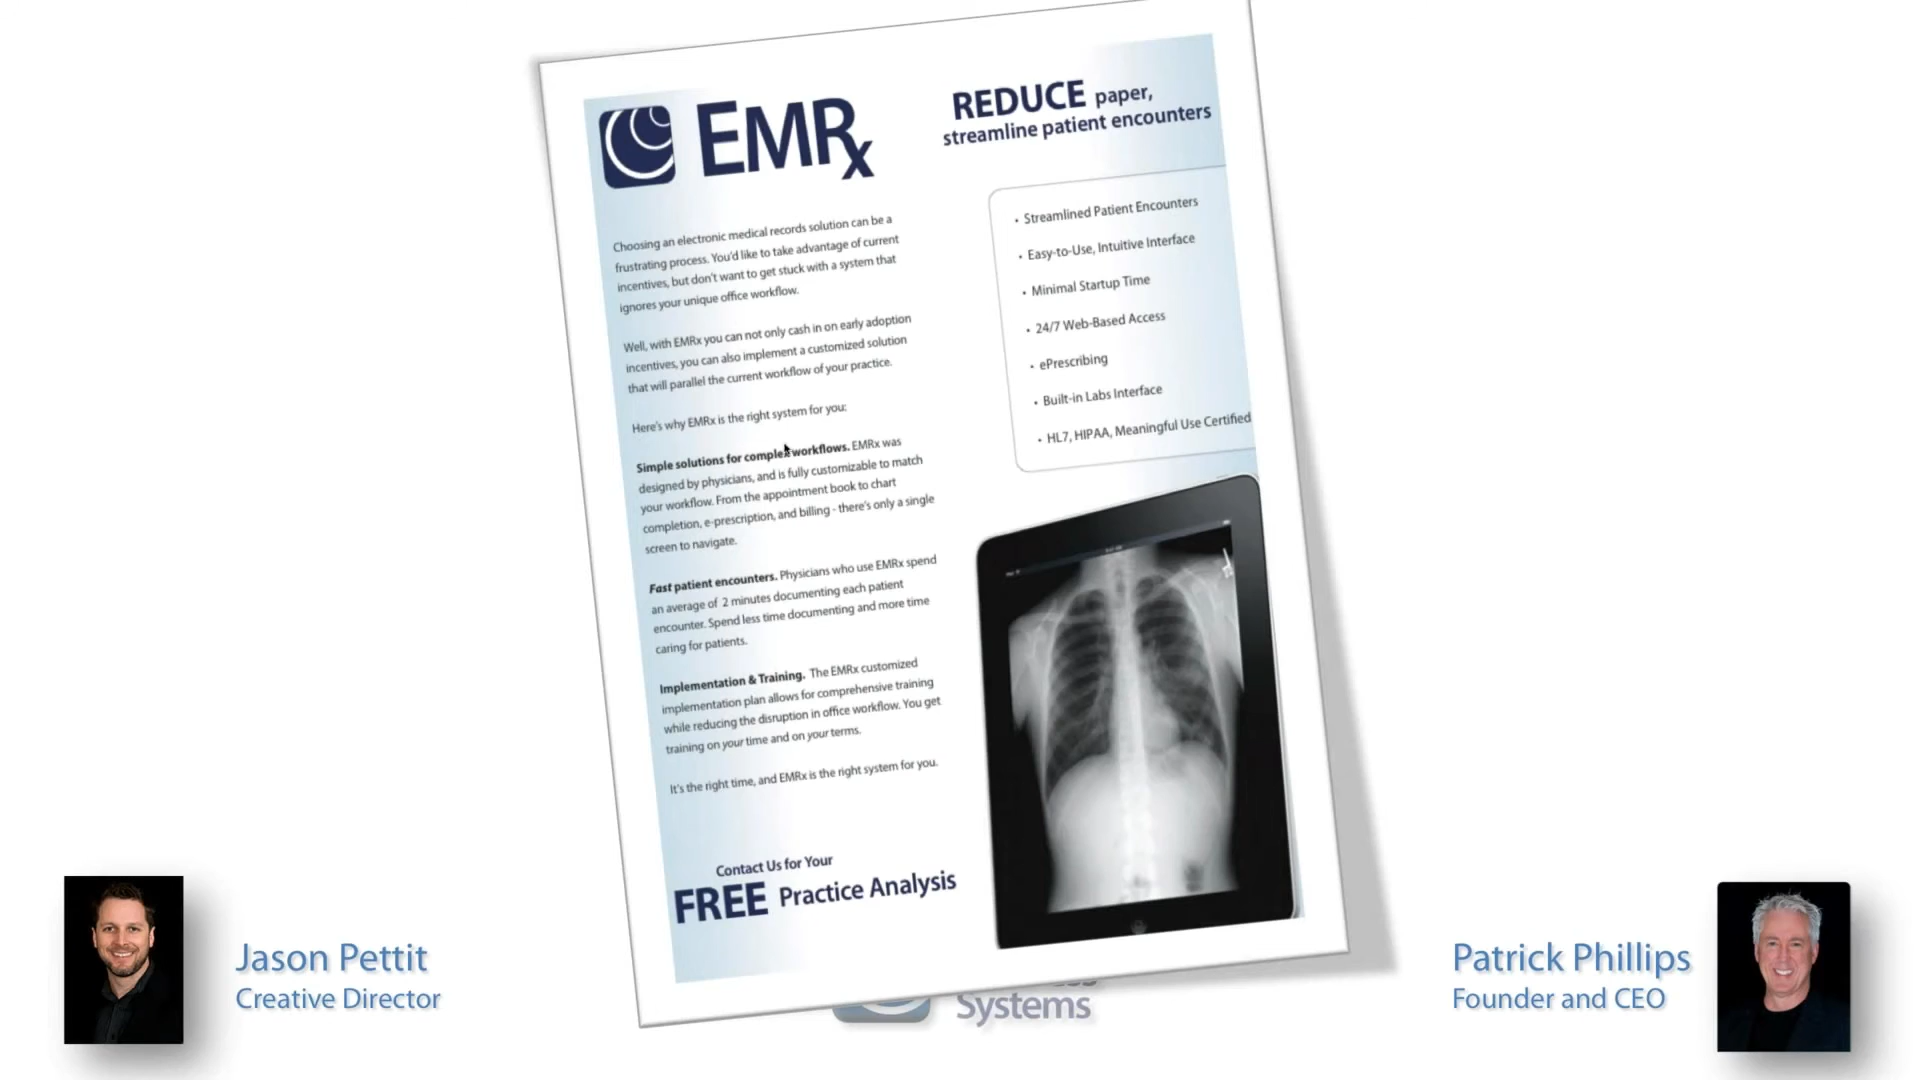 EMRx
REDUCE paper,
streamline patient encounters
Choosing an electronic medical records solution can be a
frustrating process. You'd like to take advantage of current
incentives, but don't want to get stuck with a system that
ignores your unique office workflow.
Well, with EMRx you can not only cash in on early adoption
incentives, you can also implement a customized solution
that will parallel the current workflow of your practice.
Here's why EMRx is the right system for you:
Simple solutions for complex workflows. EMRx was
designed by physicians, and is fully customizable to match
your workflow. From the appointment book to chart
completion, e-prescription, and billing - there's only a single
screen to navigate.
Fast patient encounters. Physicians who use EMRx spend
an average of 2 minutes documenting each patient
encounter. Spend less time documenting and more time
caring for patients.
Implementation & Training. The EMRx customized
implementation plan allows for comprehensive training
while reducing the disruption in office workflow. You get
training on your time and on your terms.
It's the right time, and EMRx is the right system for you.
Contact Us for Your
FREE Practice Analysis
• Streamlined Patient Encounters
• Easy-to-Use, Intuitive Interface
• Minimal Startup Time
• 24/7 Web-Based Access
• ePrescribing
• Built-in Labs Interface
• HL7, HIPAA, Meaningful Use Certified
Jason Pettit
Creative Director
Systems
Patrick Phillips
Founder and CEO